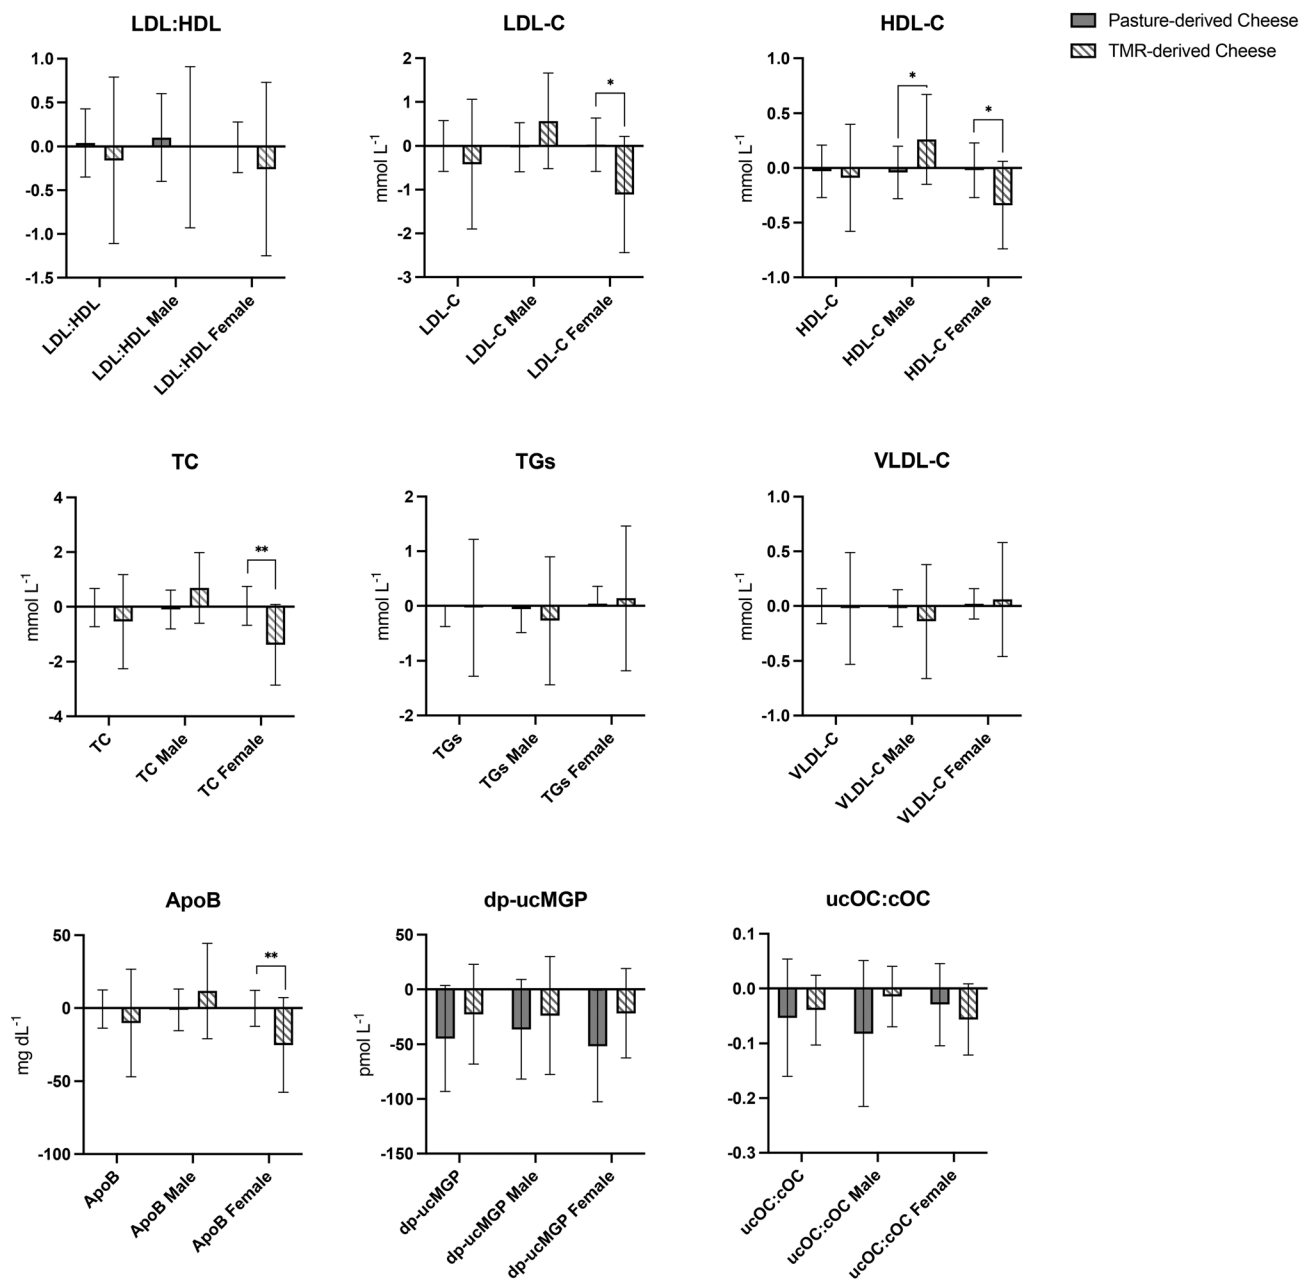 LDL:HDL
1.0
0.5
0.0
-0.5
-1.0
-1.5
LDL:HDL
LDL:HDL Male
LDL:HDL Female
LDL-C
mmol L-1
2
1
0
-1
-2
-3
*
LDL-C
LDL-C Male
LDL-C Female
HDL-C
mmol L-1
1.0
0.5
0.0
-0.5
-1.0
*
*
HDL-C
HDL-C Male
HDL-C Female
Pasture-derived Cheese
TMR-derived Cheese
TC
mmol L-1
4
2
0
-2
-4
**
TC
TC Male
TC Female
TGs
mmol L-1
2
1
0
-1
-2
TGs
TGs Male
TGs Female
VLDL-C
mmol L-1
1.0
0.5
0.0
-0.5
-1.0
VLDL-C
VLDL-C Male
VLDL-C Female
ApoB
mg dL-1
50
0
-50
-100
**
ApoB
ApoB Male
ApoB Female
dp-ucMGP
pmol L-1
50
0
-50
-100
-150
dp-ucMGP
dp-ucMGP Male
dp-ucMGP Female
ucOC:cOC
0.1
0.0
-0.1
-0.2
-0.3
ucOC:cOC
ucOC:cOC Male
ucOC:cOC Female